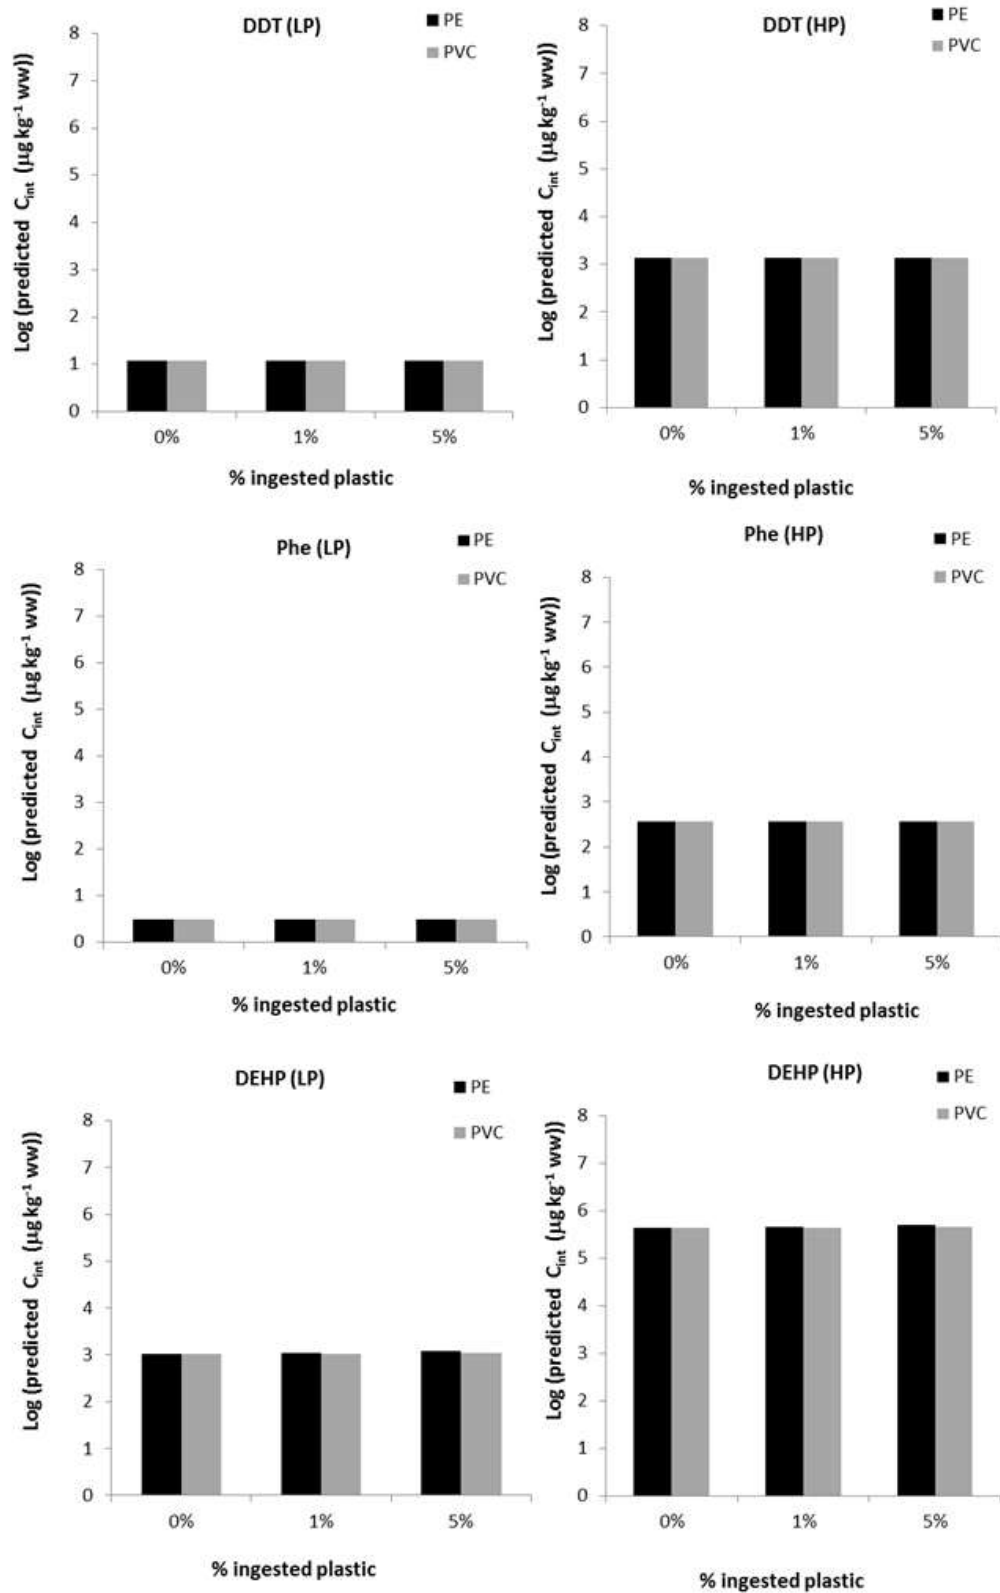 DDT (LP)
PE
PVC
Log (predicted Cint (µg kg-1 ww))
8
7
6
5
4
3
2
1
0
0% 1% 5%
% ingested plastic
DDT (HP)
PE
PVC
Log (predicted Cint (µg kg-1 ww)
8
7
6
5
4
3
2
1
0
0% 1% 5%
% ingested plastic
Phe (LP)
PE
PVC
Log (predicted Cint (µg kg-1 ww))
8
7
6
5
4
3
2
1
0
0% 1% 5%
% ingested plastic
Phe (HP)
PE
PVC
Log (predicted Cint (µg kg-1 ww))
8
7
6
5
4
3
2
1
0
0% 1% 5%
% ingested plastic
DEHP (LP)
PE
PVC
Log (predicted Cint (µg kg-1 ww))
8
7
6
5
4
3
2
1
0
0% 1% 5%
% ingested plastic
DEHP (HP)
PE
PVC
Log (predicted Cint (µg kg-1 ww))
8
7
6
5
4
3
2
1
0
0% 1% 5%
% ingested plastic